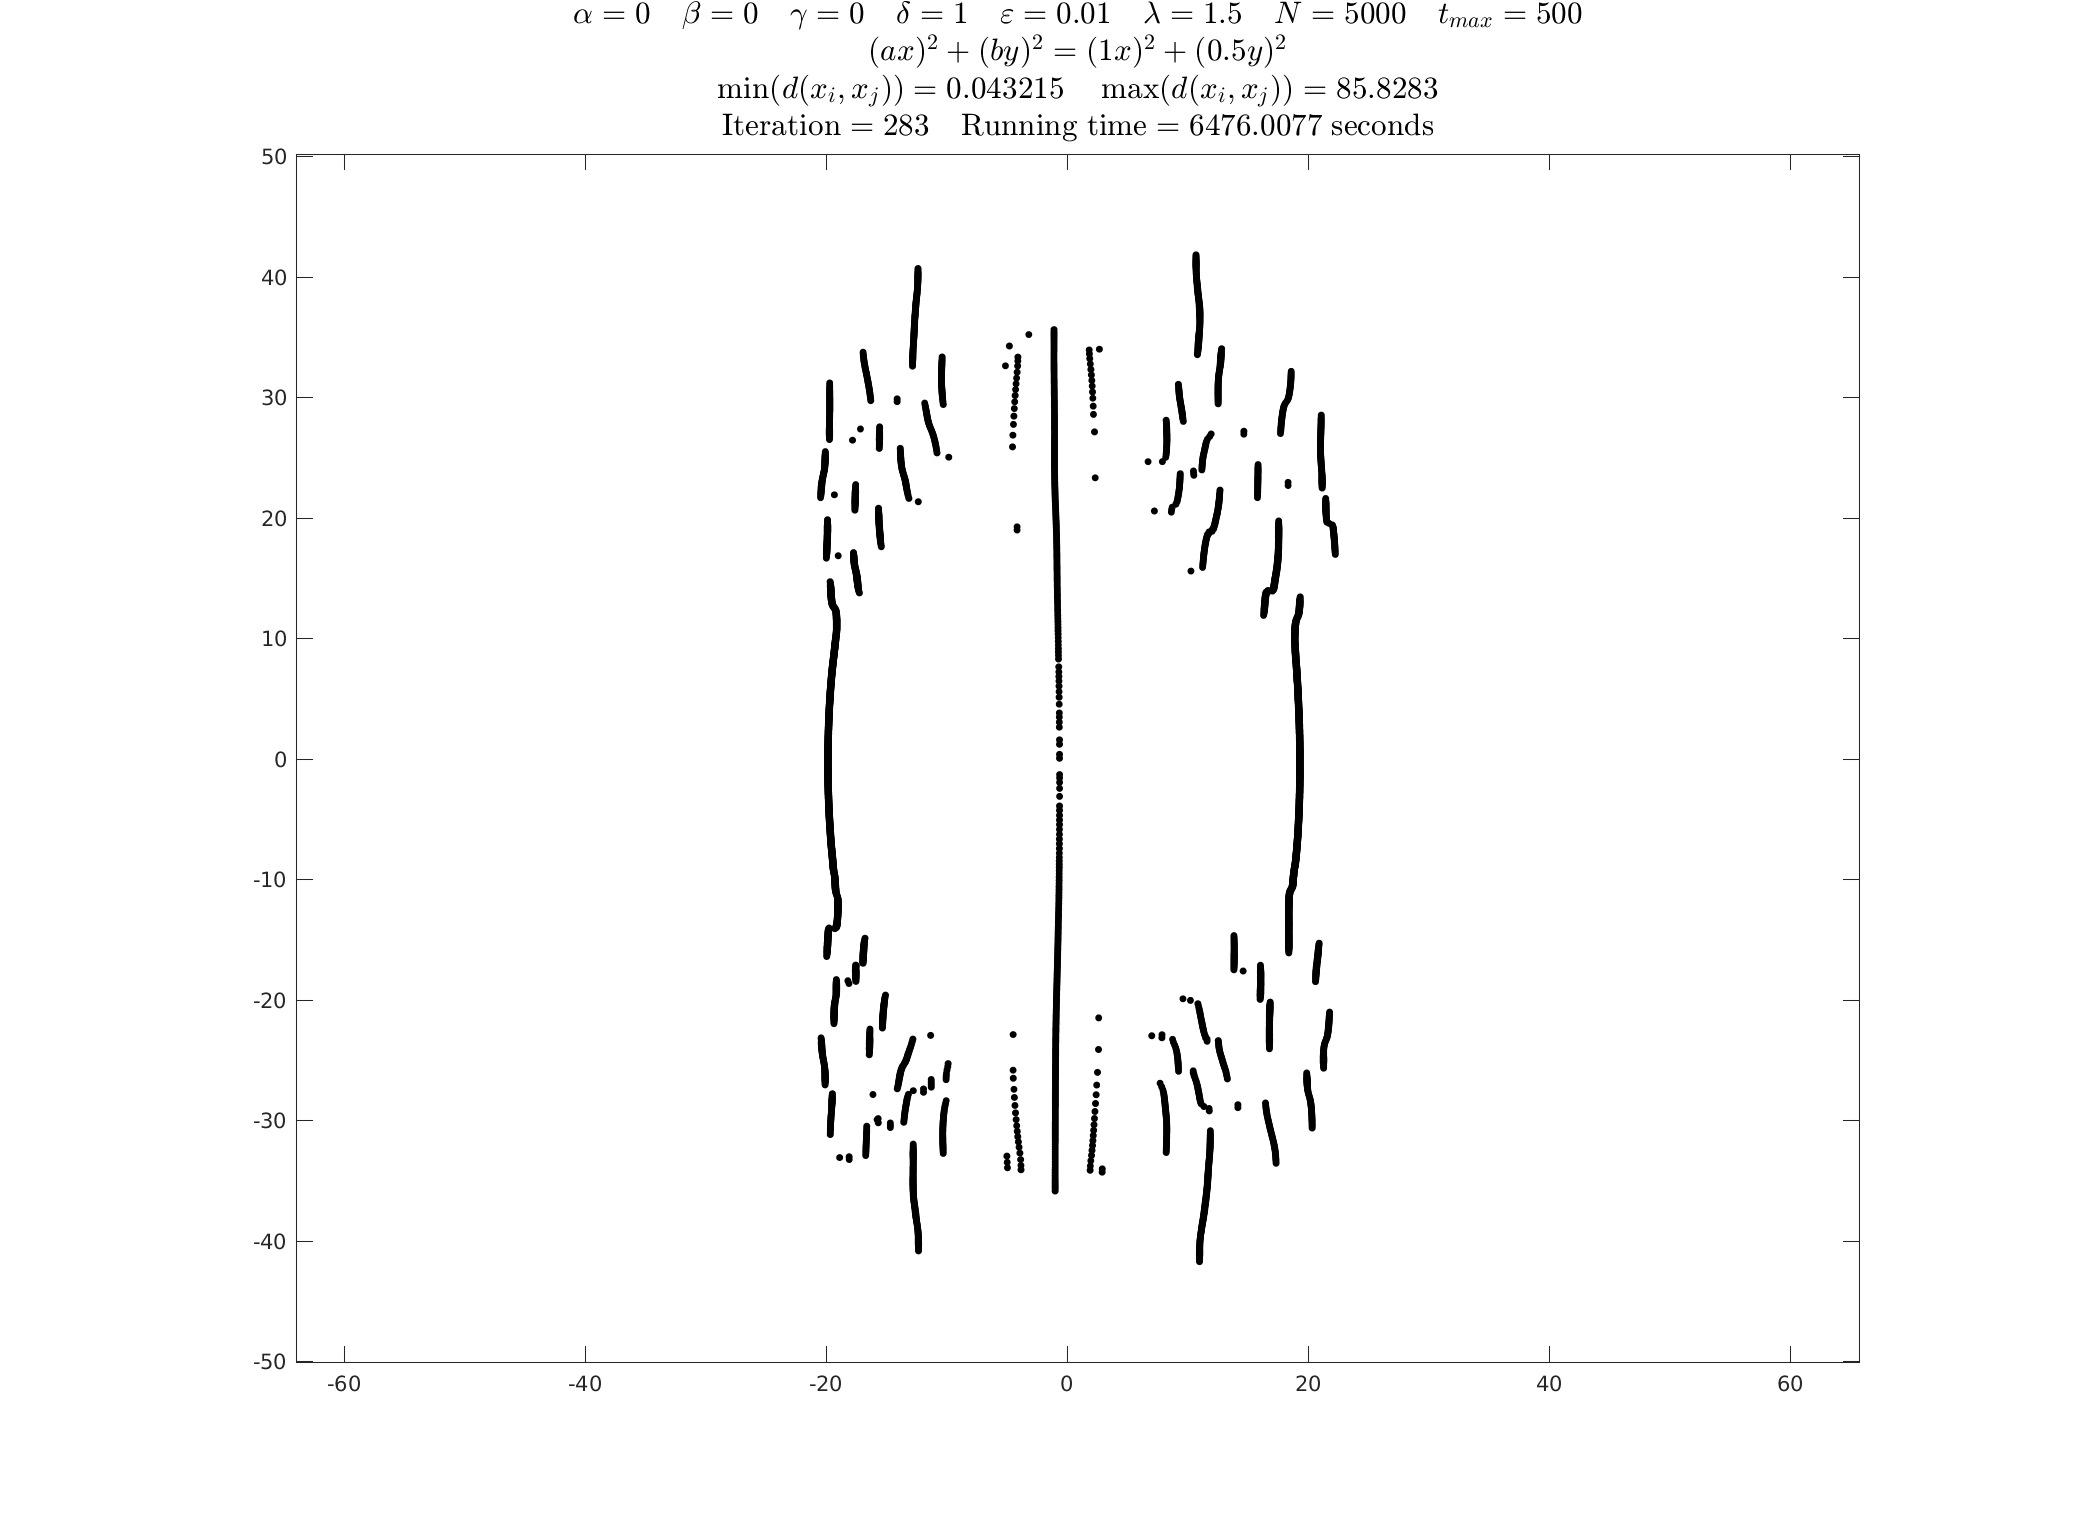 α = 0 β = 0 γ = 0 δ = 1 ε = 0.01 λ = 1.5 N = 5000 t_{max} = 500
(ax)² + (by)² = (1x)² + (0.5y)²
min(d(x_i, x_j)) = 0.043215 max(d(x_i, x_j)) = 85.8283
Iteration = 283 Running time = 6476.0077 seconds
50
40
30
20
10
0
-10
-20
-30
-40
-50
-60 -40 -20 0 20 40 60